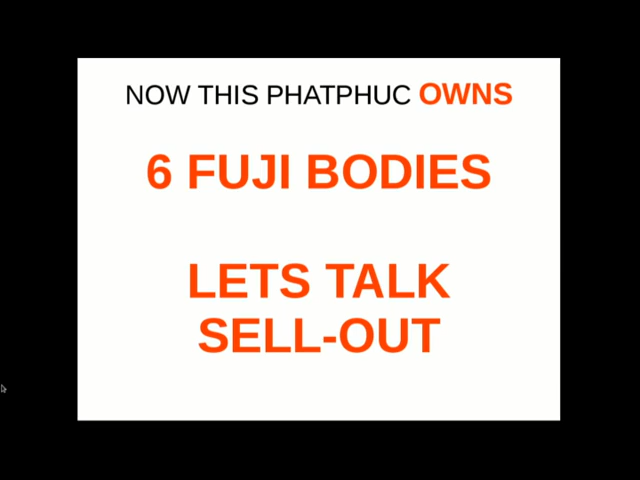 NOW THIS PHATPHUC OWNS
6 FUJI BODIES
LETS TALK
SELL-OUT